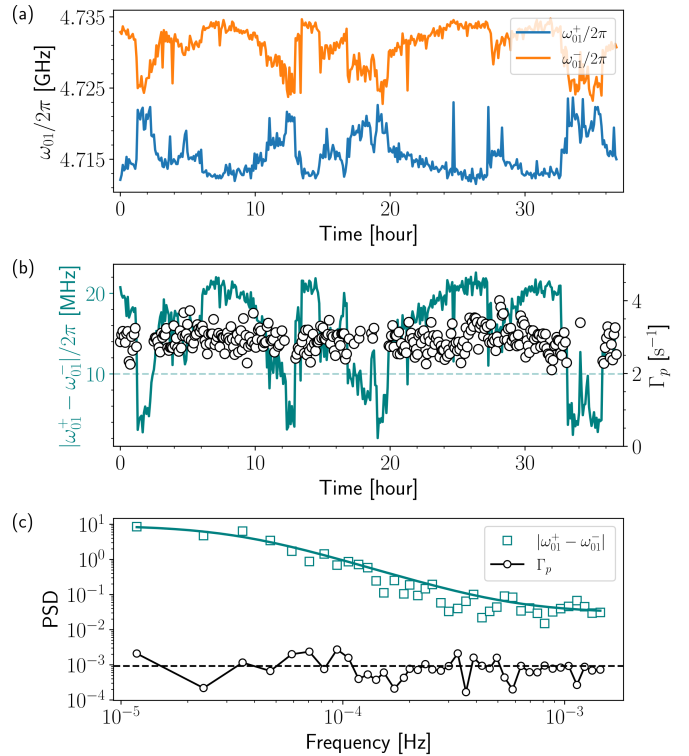 (a)
4.735
4.725
4.715
ω₀₁/2π [GHz]
ω₀₁⁺/2π
ω₀₁⁻/2π
0 10 20 30
Time [hour]
(b)
20
10
|ω₀₁⁺ − ω₀₁⁻|/2π [MHz]
4
2
0
Γₚ [s⁻¹]
0 10 20 30
Time [hour]
(c)
10¹
10⁰
10⁻¹
10⁻²
10⁻³
10⁻⁴
PSD
|ω₀₁⁺ − ω₀₁⁻|
Γₚ
10⁻⁵ 10⁻⁴ 10⁻³
Frequency [Hz]